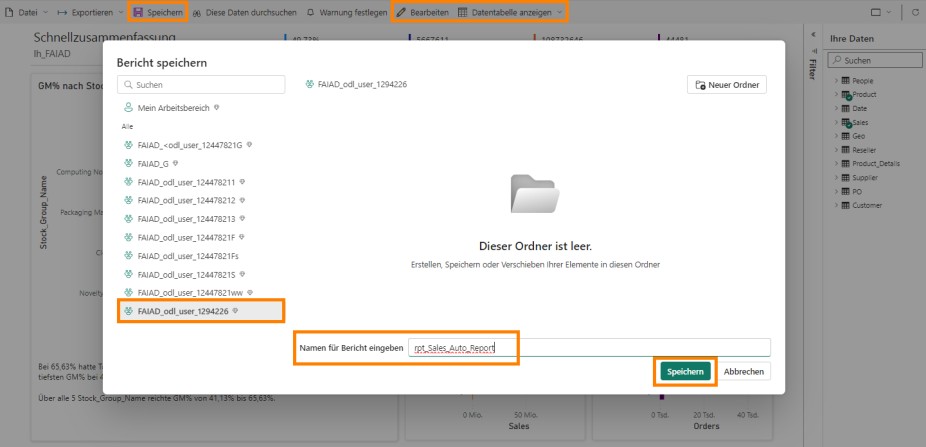 Datei Exportieren Speichern Diese Daten durchsuchen Warnung festlegen Bearbeiten Datentabelle anzeigen
Schnellzusammenfassung
lh_FAIAD
GM% nach Stoc
Stock_Group_Name
Computing No
Packaging Ma
Novelty
Bei 65,63% hatte T
tiefsten GM% bei 4
Über alle 5 Stock_Group_Name reichte GM% von 41,13% bis 65,63%.
Bericht speichern
Suchen
Mein Arbeitsbereich
Alle
FAIAD_<odl_user_12447821G
FAIAD_G
FAIAD_odl_user_124478211
FAIAD_odl_user_124478212
FAIAD_odl_user_124478213
FAIAD_odl_user_12447821F
FAIAD_odl_user_12447821Fs
FAIAD_odl_user_12447821S
FAIAD_odl_user_12447821ww
FAIAD_odl_user_1294226
FAIAD_odl_user_1294226
Neuer Ordner
Dieser Ordner ist leer.
Erstellen, Speichern oder Verschieben Ihrer Elemente in diesen Ordner
Namen für Bericht eingeben rpt_Sales_Auto_Report
Speichern Abbrechen
0 Mio. 50 Mio.
Sales
0 Tsd. 20 Tsd. 40 Tsd.
Orders
Filter
Ihre Daten
Suchen
People
Product
Date
Sales
Geo
Reseller
Product_Details
Supplier
PO
Customer